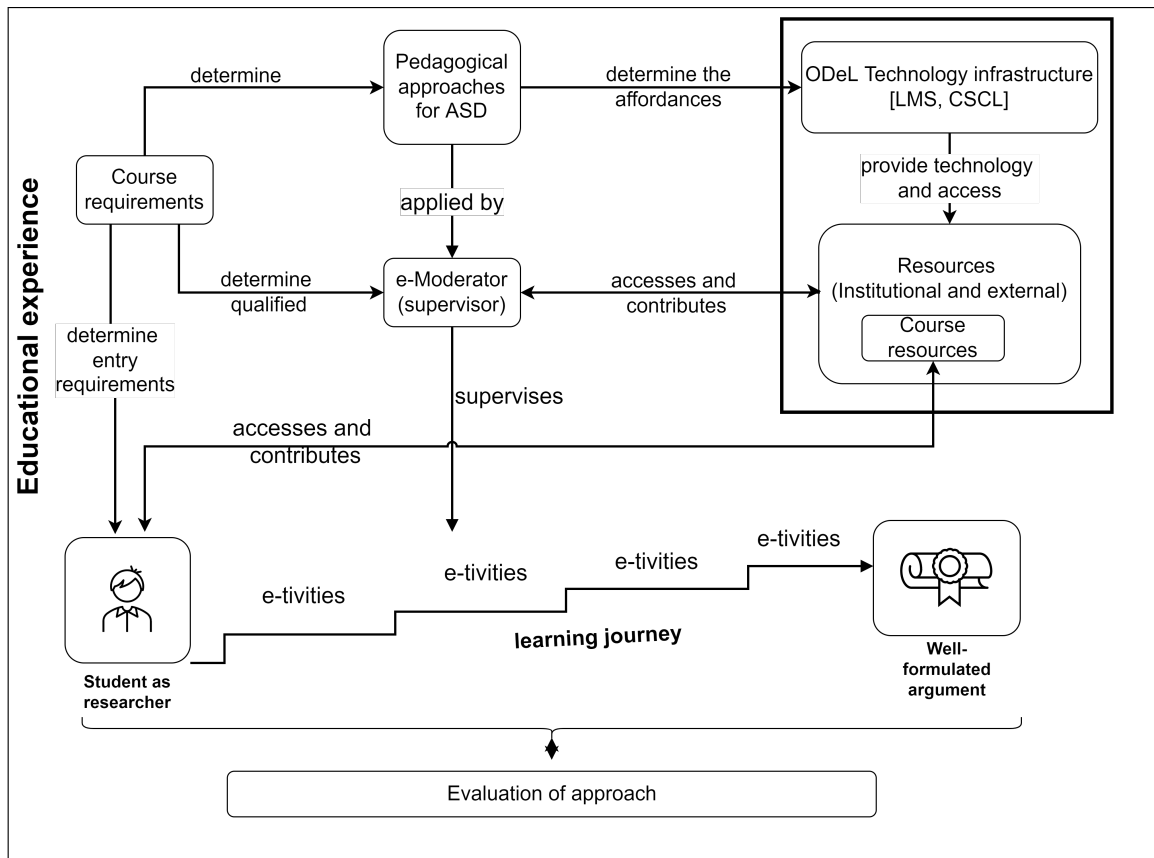 Educational experience
determine
Pedagogical
approaches
for ASD
determine the
affordances
ODeL Technology infrastructure
[LMS, CSCL]
Course
requirements
applied by
provide technology
and access
determine
qualified
e-Moderator
(supervisor)
accesses and
contributes
Resources
(Institutional and external)
Course
resources
determine
entry
requirements
supervises
accesses and
contributes
e-tivities
e-tivities
e-tivities
e-tivities
learning journey
Student as
researcher
Well-
formulated
argument
Evaluation of approach